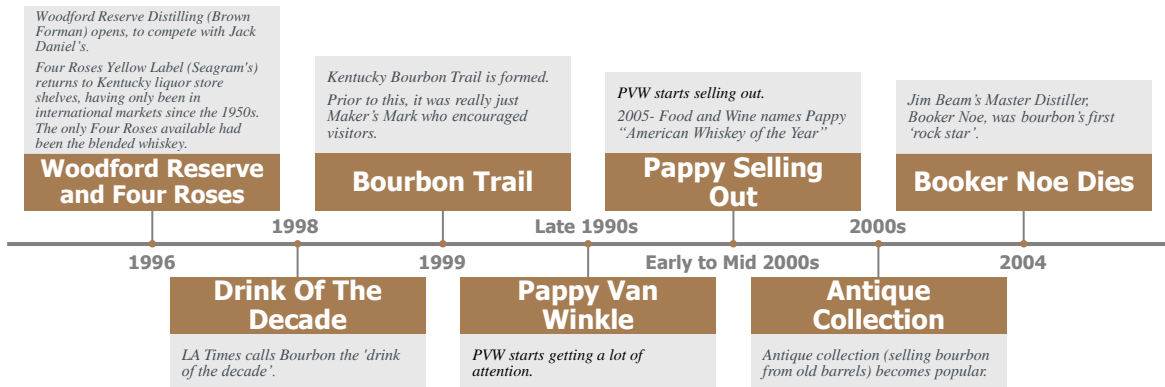 Woodford Reserve Distilling (Brown
Forman) opens, to compete with Jack
Daniel's.
Four Roses Yellow Label (Seagram's)
returns to Kentucky liquor store
shelves, having only been in
international markets since the 1950s.
The only Four Roses available had
been the blended whiskey.
Woodford Reserve
and Four Roses
Kentucky Bourbon Trail is formed.
Prior to this, it was really just
Maker's Mark who encouraged
visitors.
Bourbon Trail
PVW starts selling out.
2005- Food and Wine names Pappy
“American Whiskey of the Year”
Pappy Selling
Out
Jim Beam's Master Distiller,
Booker Noe, was bourbon's first
‘rock star’.
Booker Noe Dies
1998
Late 1990s
2000s
1996
1999
Early to Mid 2000s
2004
Drink Of The
Decade
LA Times calls Bourbon the 'drink
of the decade’.
Pappy Van
Winkle
PVW starts getting a lot of
attention.
Antique
Collection
Antique collection (selling bourbon
from old barrels) becomes popular.